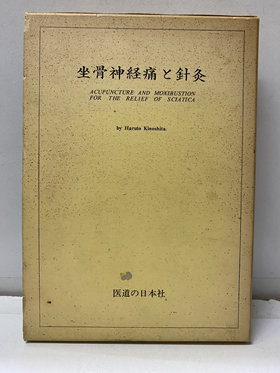 坐骨神経痛と針灸
ACUPUNCTURE AND MOXIBUSTION
FOR THE RELIEF OF SCIATICA
by Haruto Kinoshita.
医道の日本社